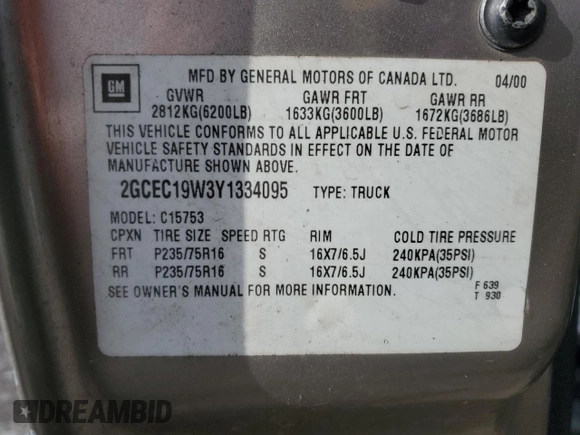 GM
MFD BY GENERAL MOTORS OF CANADA LTD. 04/00
GVWR GAWR FRT GAWR RR
2812KG(6200LB) 1633KG(3600LB) 1672KG(3686LB)
THIS VEHICLE CONFORMS TO ALL APPLICABLE U.S. FEDERAL MOTOR
VEHICLE SAFETY STANDARDS IN EFFECT ON THE DATE OF
MANUFACTURE SHOWN ABOVE.
2GCEC19W3Y1334095 TYPE: TRUCK
MODEL: C15753
CPXN TIRE SIZE SPEED RTG RIM COLD TIRE PRESSURE
FRT P235/75R16 S 16X7/6.5J 240KPA(35PSI)
RR P235/75R16 S 16X7/6.5J 240KPA(35PSI)
SEE OWNER'S MANUAL FOR MORE INFORMATION. F 639
T 930
DREAMBID